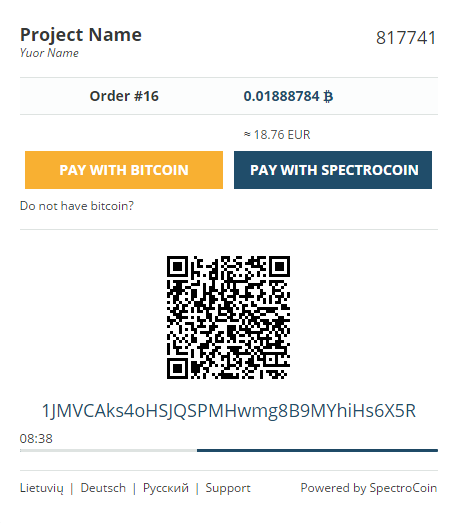 Project Name
817741
Yuor Name
Order #16 0.01888784 ₿
≈ 18.76 EUR
PAY WITH BITCOIN PAY WITH SPECTROCOIN
Do not have bitcoin?
1JMVCAks4oHSJQSPMHwmg8B9MYhiHs6X5R
08:38
Lietuvių | Deutsch | Русский | Support Powered by SpectroCoin